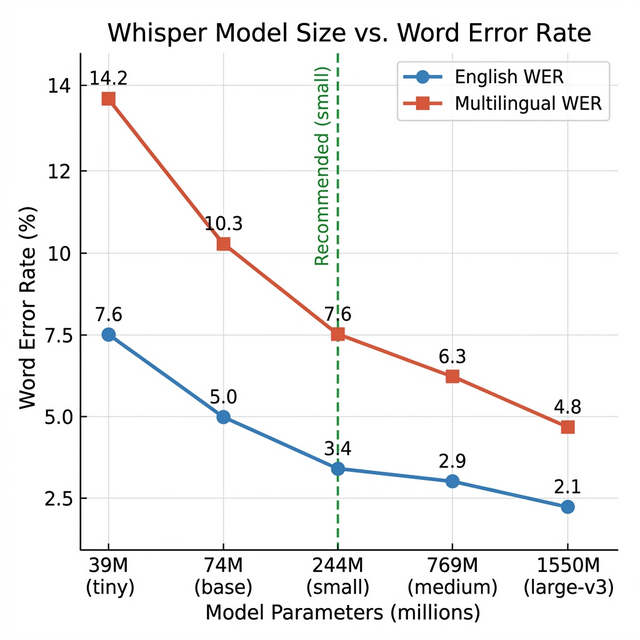 Whisper Model Size vs. Word Error Rate
English WER
Multilingual WER
Recommended (small)
Word Error Rate (%)
14
12
10
7.5
5.0
2.5
14.2
10.3
7.6
6.3
4.8
7.6
5.0
3.4
2.9
2.1
39M 74M 244M 769M 1550M
(tiny) (base) (small) (medium) (large-v3)
Model Parameters (millions)